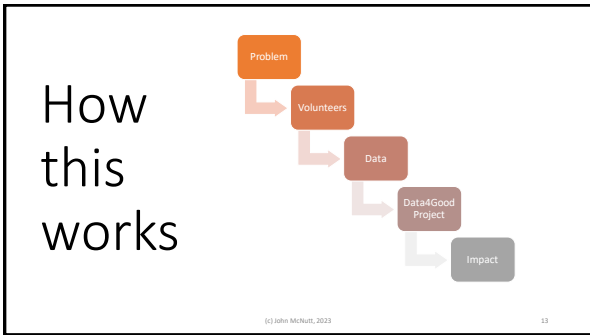 How
this
works
Problem
Volunteers
Data
Data4Good
Project
Impact
(c) John McNutt, 2023
13